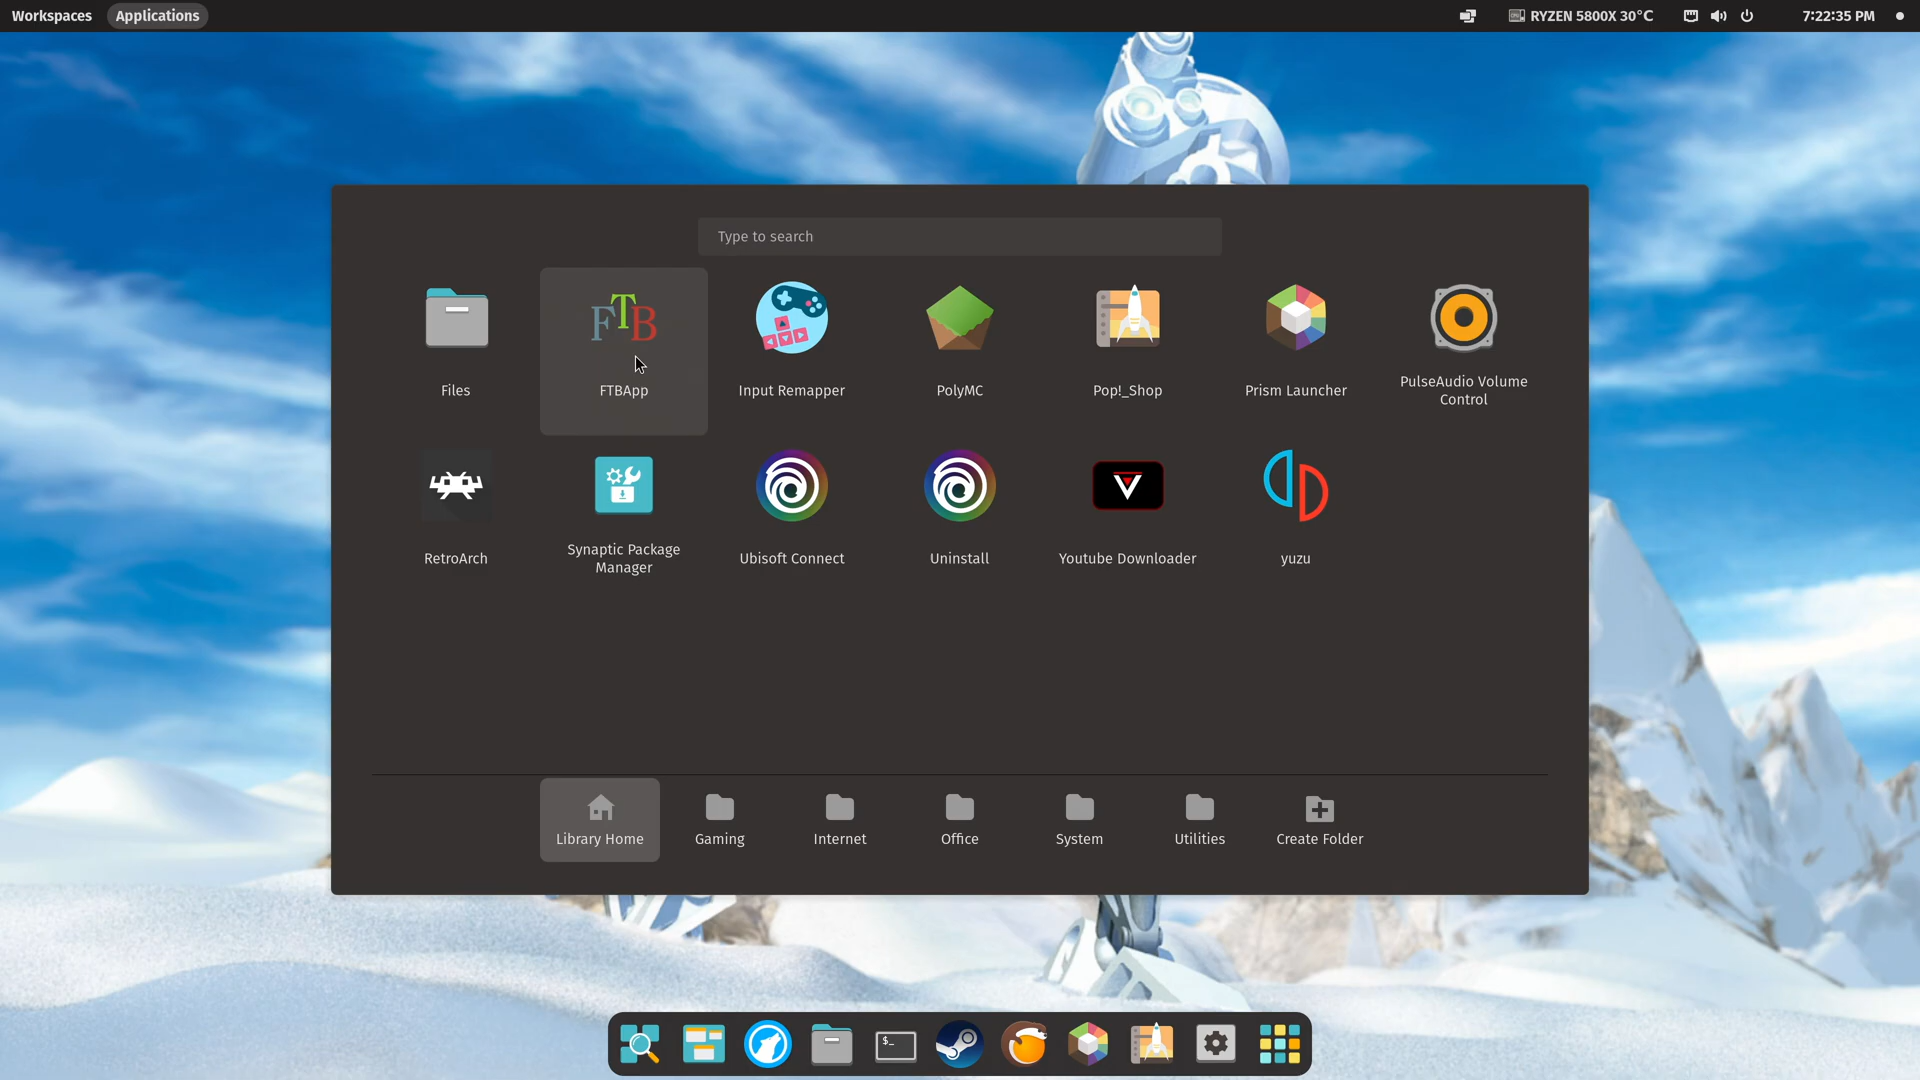 Workspaces Applications RYZEN 5800X 30°C 7:22:35 PM
Type to search
FTB
Files FTBApp Input Remapper PolyMC Pop!_Shop Prism Launcher PulseAudio Volume
Control
RetroArch Synaptic Package Ubisoft Connect Uninstall Youtube Downloader yuzu
Manager
Library Home Gaming Internet Office System Utilities Create Folder
$_